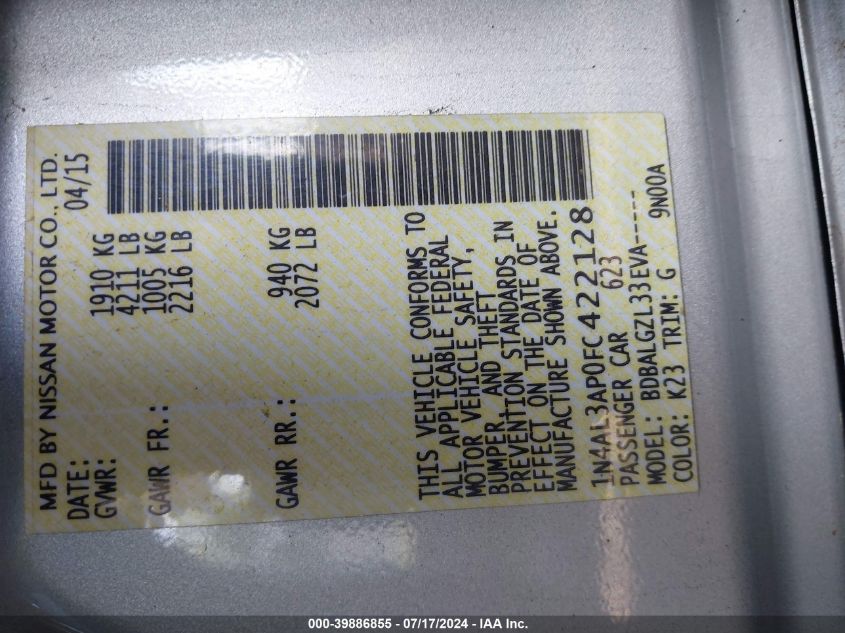 MFD BY NISSAN MOTOR CO., LTD.
DATE: 04/15
GVWR: 1910 KG
4211 LB
GAWR FR.: 1005 KG
2216 LB
GAWR RR.: 940 KG
2072 LB
THIS VEHICLE CONFORMS TO
ALL APPLICABLE FEDERAL
MOTOR VEHICLE SAFETY,
BUMPER, AND THEFT
PREVENTION STANDARDS IN
EFFECT ON THE DATE OF
MANUFACTURE SHOWN ABOVE.
1N4AL3AP0FC422128
PASSENGER CAR 623
MODEL: BDBALGZL33EVA-----
COLOR: K23 TRIM: G 9N00A
000-39886855 - 07/17/2024 - IAA Inc.